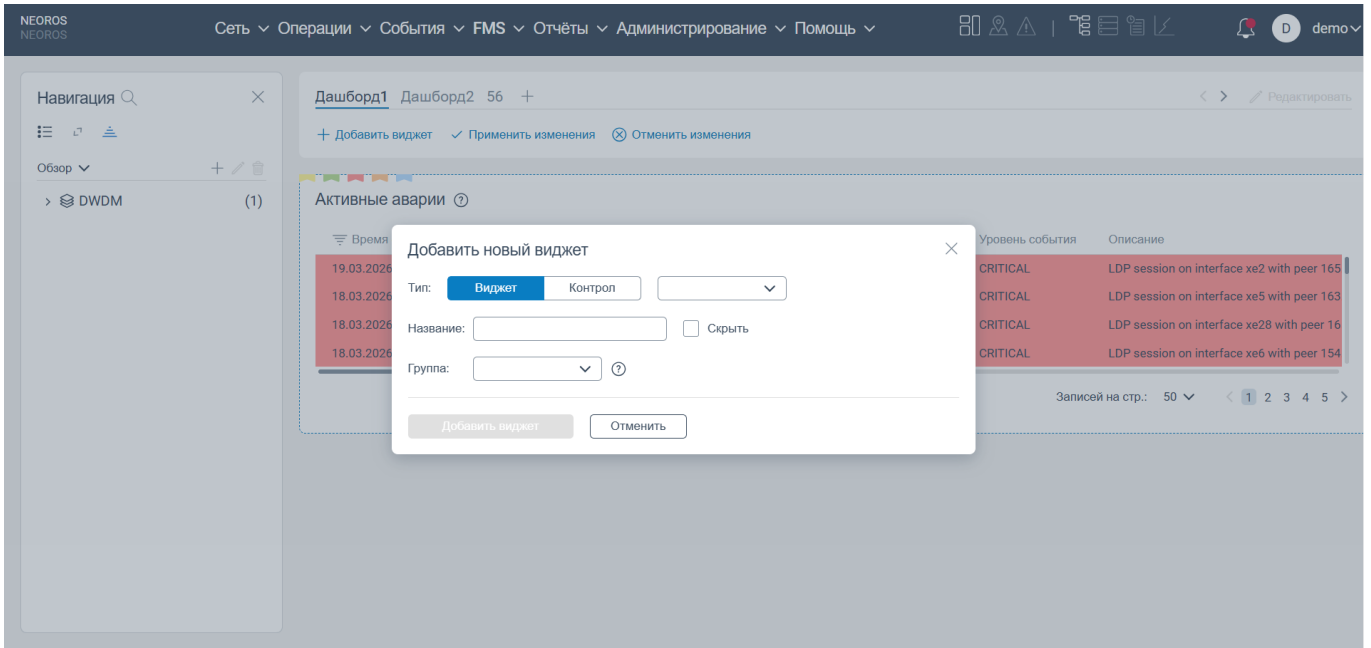 NEOROS
NEOROS
Сеть Операции События FMS Отчёты Администрирование Помощь
D demo
Навигация
Обзор
DWDM (1)
Дашборд1 Дашборд2 56
Редактировать
Добавить виджет Применить изменения Отменить изменения
Активные аварии
Время Уровень события Описание
19.03.2026 CRITICAL LDP session on interface xe2 with peer 165
18.03.2026 CRITICAL LDP session on interface xe5 with peer 163
18.03.2026 CRITICAL LDP session on interface xe28 with peer 16
18.03.2026 CRITICAL LDP session on interface xe6 with peer 154
Записей на стр.: 50 1 2 3 4 5
Добавить новый виджет
Тип: Виджет Контрол
Название: Скрыть
Группа:
Добавить виджет Отменить